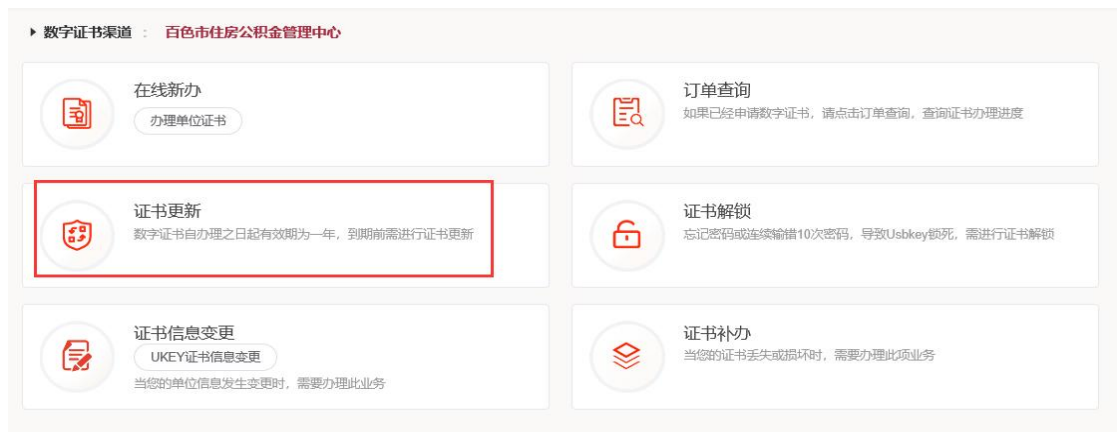 数字证书渠道 : 百色市住房公积金管理中心
在线新办
办理单位证书
订单查询
如果已经申请数字证书，请点击订单查询，查询证书办理进度
证书更新
数字证书自办理之日起有效期为一年，到期前需进行证书更新
证书解锁
忘记密码或连续输错10次密码，导致Usbkey锁死，需进行证书解锁
证书信息变更
UKEY证书信息变更
当您的单位信息发生变更时，需要办理此业务
证书补办
当您的证书丢失或损坏时，需要办理此项业务